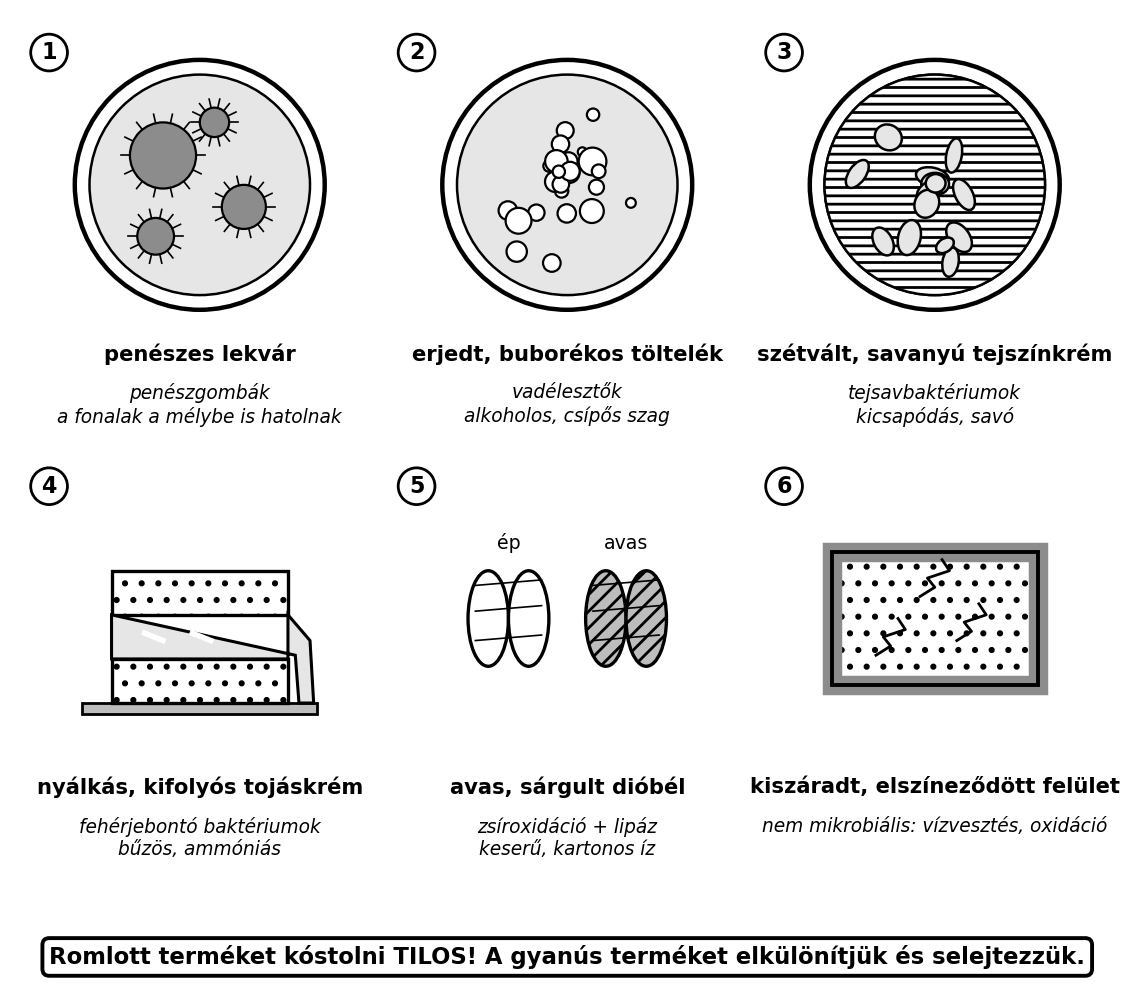 1
2
3
penészes lekvár
penészgombák
a fonalak a mélybe is hatolnak
erjedt, buborékos töltelék
vadélesztők
alkoholos, csípős szag
szétvált, savanyú tejszínkrém
tejsavbaktériumok
kicsapódás, savó
4
5
6
ép
avas
nyálkás, kifolyós tojáskrém
fehérjebontó baktériumok
bűzös, ammóniás
avas, sárgult dióbél
zsíroxidáció + lipáz
keserű, kartonos íz
kiszáradt, elszíneződött felület
nem mikrobiális: vízvesztés, oxidáció
Romlott terméket kóstolni TILOS! A gyanús terméket elkülönítjük és selejtezzük.